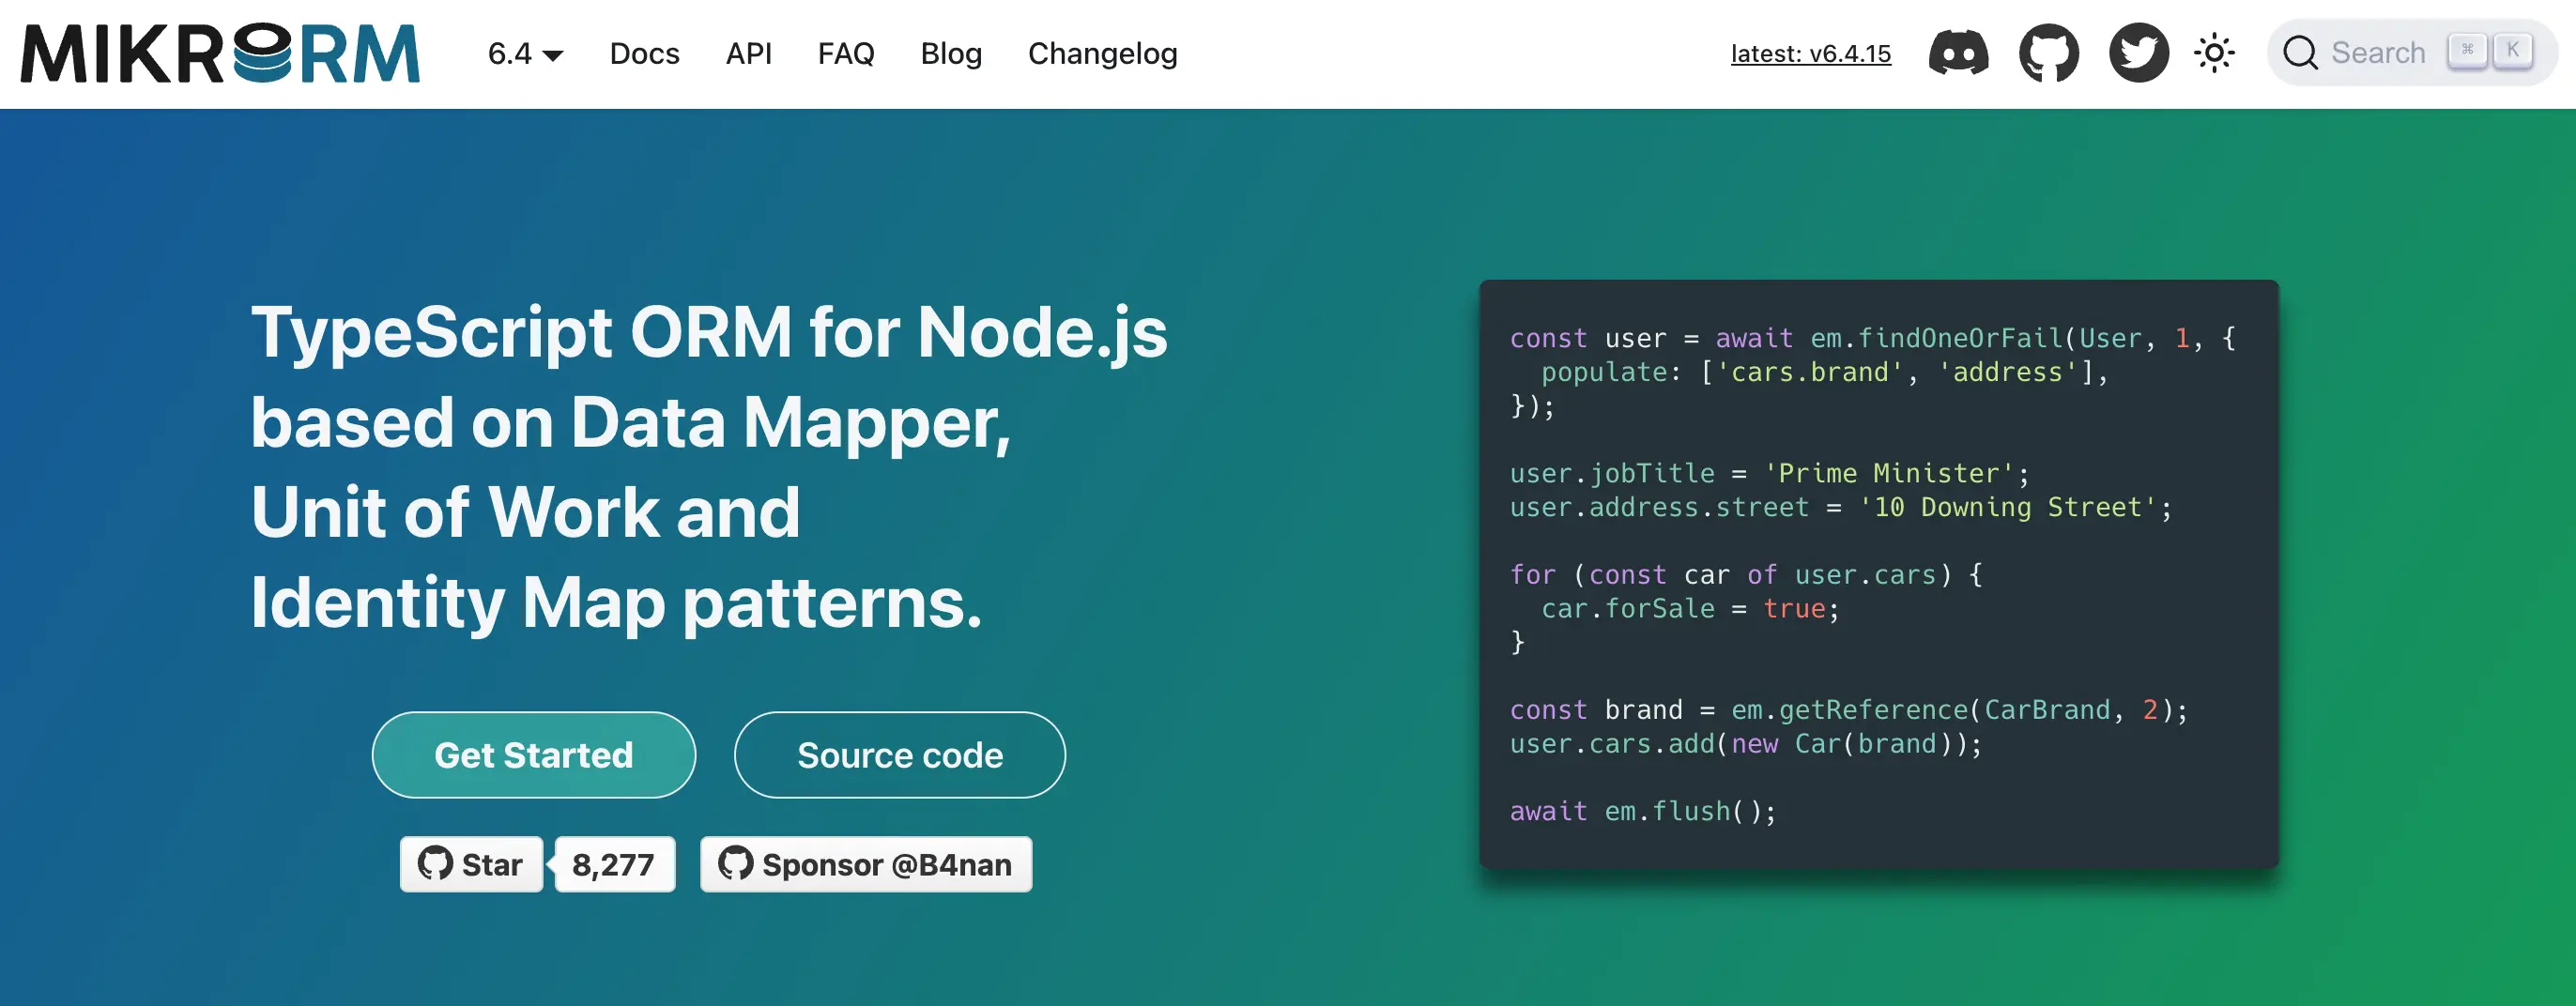 MIKRORM
6.4
Docs
API
FAQ
Blog
Changelog
latest: v6.4.15
Search
⌘
K
TypeScript ORM for Node.js
based on Data Mapper,
Unit of Work and
Identity Map patterns.
Get Started
Source code
Star
8,277
Sponsor @B4nan
const user = await em.findOneOrFail(User, 1, {
  populate: ['cars.brand', 'address'],
});
user.jobTitle = 'Prime Minister';
user.address.street = '10 Downing Street';
for (const car of user.cars) {
  car.forSale = true;
}
const brand = em.getReference(CarBrand, 2);
user.cars.add(new Car(brand));
await em.flush();